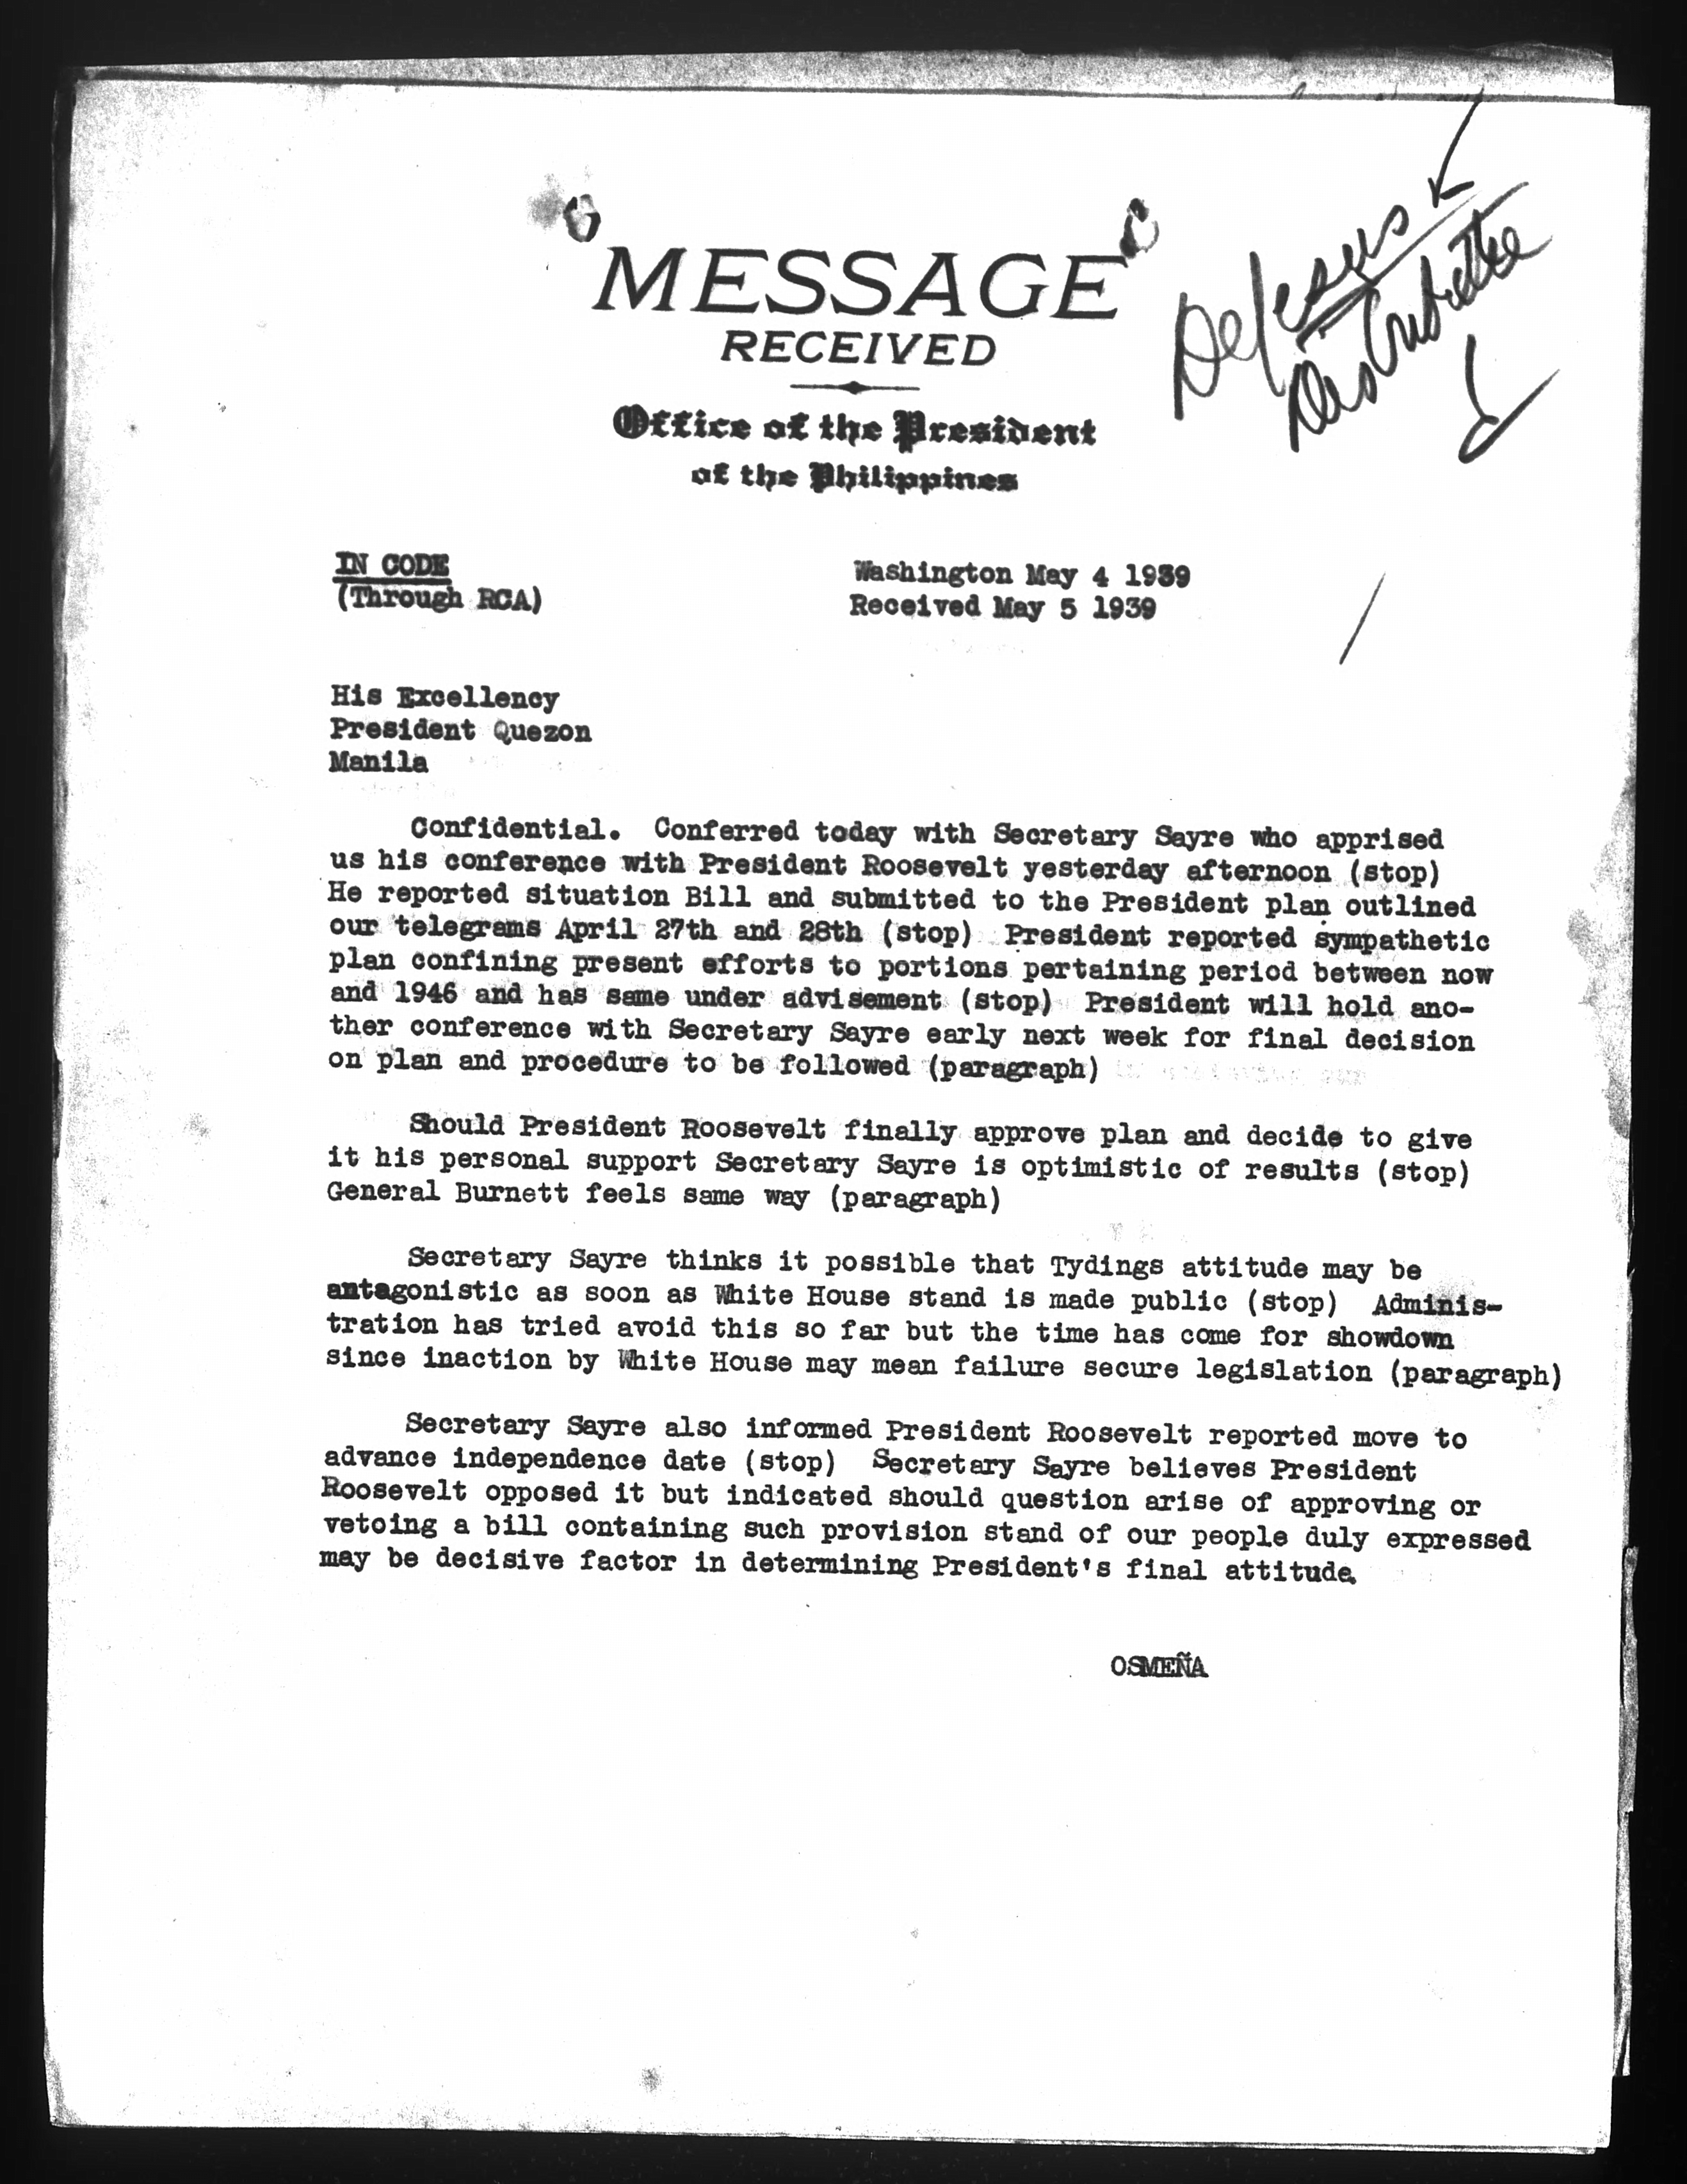 MESSAGE
RECEIVED
Office of the President
of the Philippines
IN CODE
(Through RCA)
Washington May 4 1939
Received May 5 1939
His Excellency
President Quezon
Manila
Confidential. Conferred today with Secretary Sayre who apprised
us his conference with President Roosevelt yesterday afternoon (stop)
He reported situation Bill and submitted to the President plan outlined
our telegrams April 27th and 28th (stop) President reported sympathetic
plan confining present efforts to portions pertaining period between now
and 1946 and has same under advisement (stop) President will hold ano-
ther conference with Secretary Sayre early next week for final decision
on plan and procedure to be followed (paragraph)
Should President Roosevelt finally approve plan and decide to give
it his personal support Secretary Sayre is optimistic of results (stop)
General Burnett feels same way (paragraph)
Secretary Sayre thinks it possible that Tydings attitude may be
antagonistic as soon as White House stand is made public (stop) Adminis-
tration has tried avoid this so far but the time has come for showdown
since inaction by White House may mean failure secure legislation (paragraph)
Secretary Sayre also informed President Roosevelt reported move to
advance independence date (stop) Secretary Sayre believes President
Roosevelt opposed it but indicated should question arise of approving or
vetoing a bill containing such provision stand of our people duly expressed
may be decisive factor in determining President's final attitude.
OSMEÑA